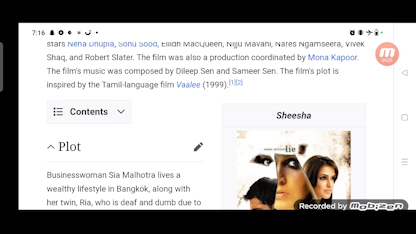 7:16
stars Neha Dhupia, Sonu Sood, Eilidh MacQueen, Nijju Mavani, Nares Ngamseera, Vivek
Shaq, and Robert Slater. The film was also a production coordinated by Mona Kapoor.
The film's music was composed by Dileep Sen and Sameer Sen. The film's plot is
inspired by the Tamil-language film Vaalee (1999).[1][2]
Contents
Sheesha
Plot
lie
Businesswoman Sia Malhotra lives a
wealthy lifestyle in Bangkok, along with
her twin, Ria, who is deaf and dumb due to
Recorded by Mobizen